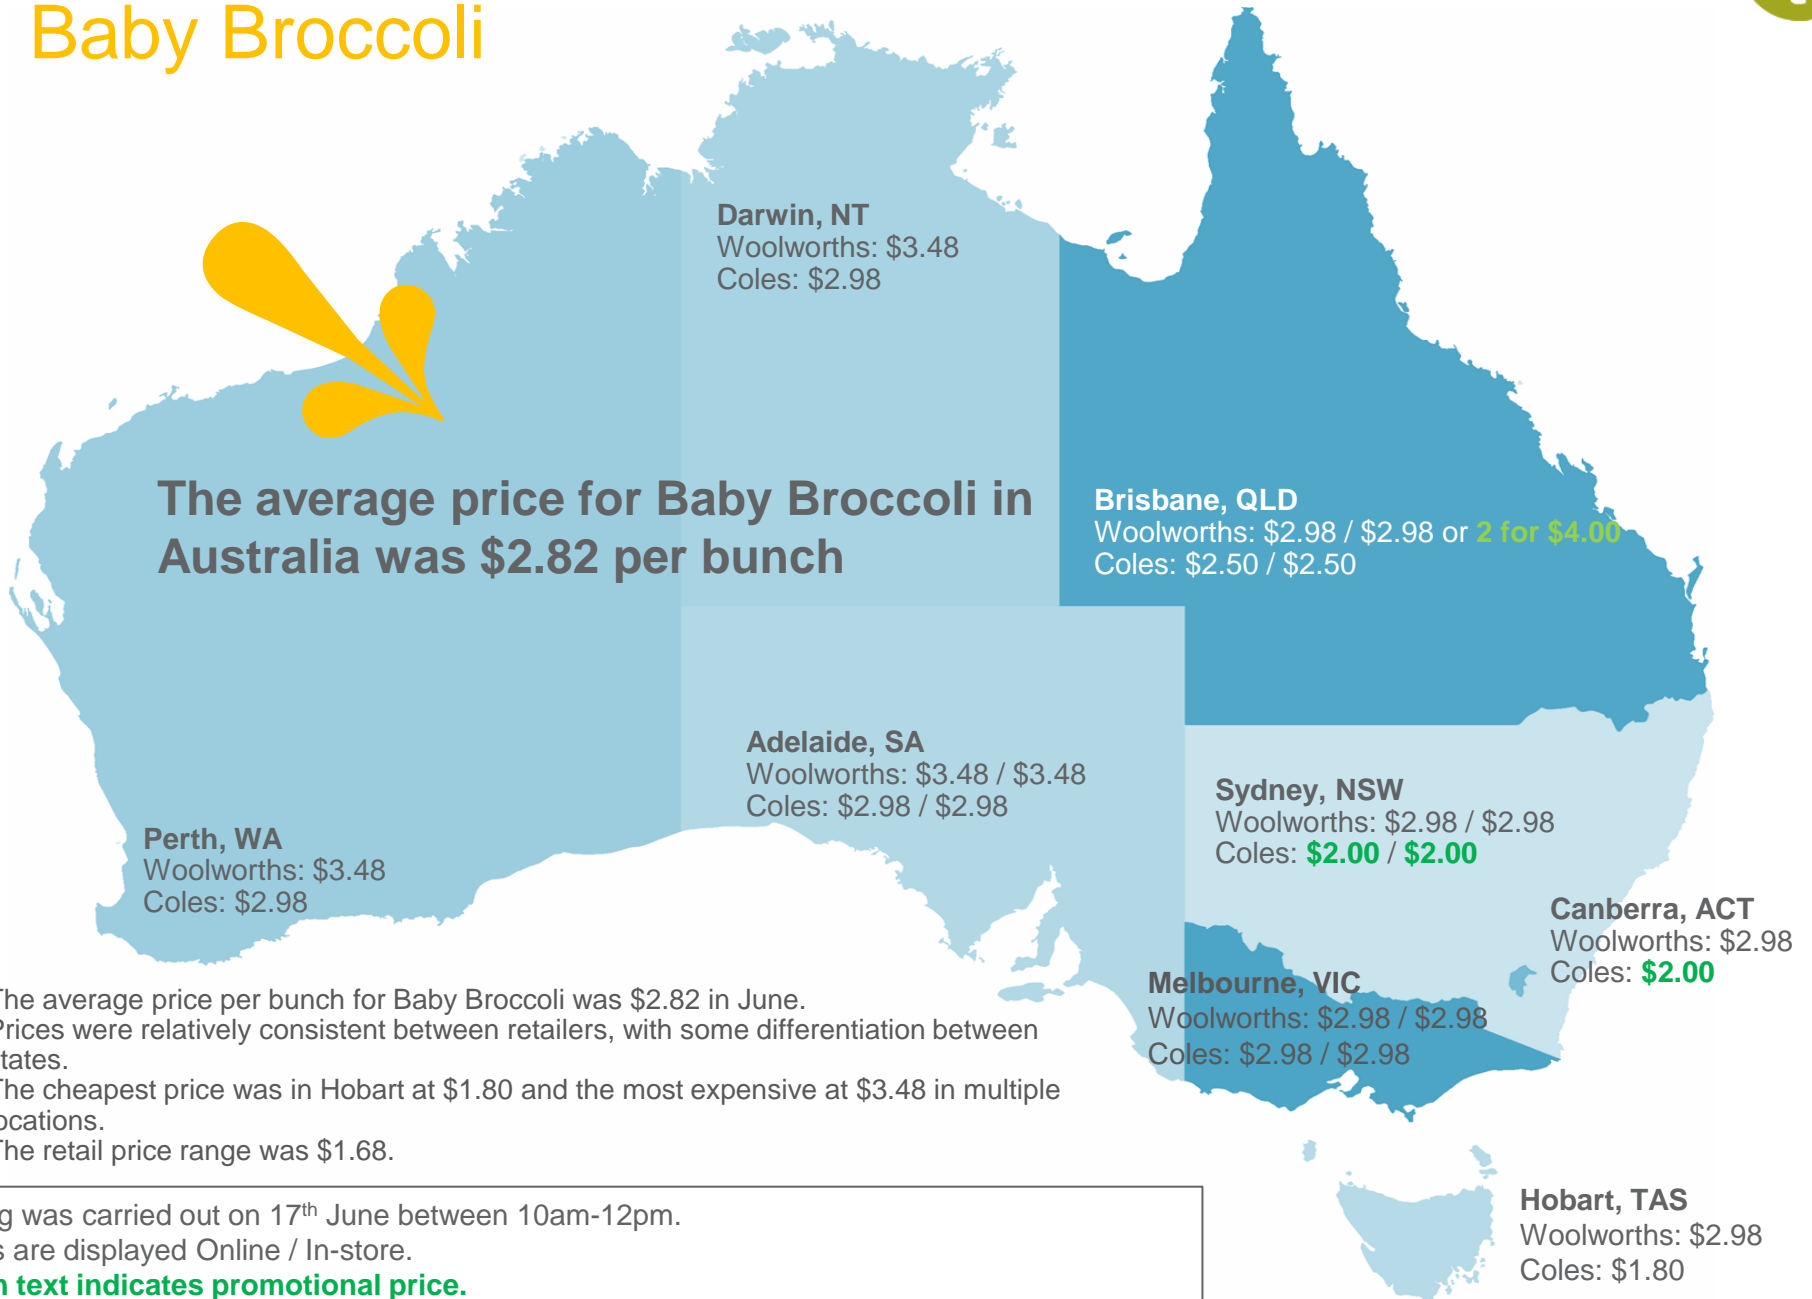 Baby Broccoli
Darwin, NT
Woolworths: $3.48
Coles: $2.98
The average price for Baby Broccoli in
Australia was $2.82 per bunch
Brisbane, QLD
Woolworths: $2.98 / $2.98 or 2 for $4.00
Coles: $2.50 / $2.50
Adelaide, SA
Woolworths: $3.48 / $3.48
Coles: $2.98 / $2.98
Sydney, NSW
Woolworths: $2.98 / $2.98
Coles: $2.00 / $2.00
Perth, WA
Woolworths: $3.48
Coles: $2.98
Canberra, ACT
Woolworths: $2.98
Coles: $2.00
Melbourne, VIC
Woolworths: $2.98 / $2.98
Coles: $2.98 / $2.98
The average price per bunch for Baby Broccoli was $2.82 in June.
Prices were relatively consistent between retailers, with some differentiation between
tates.
The cheapest price was in Hobart at $1.80 and the most expensive at $3.48 in multiple
ocations.
The retail price range was $1.68.
g was carried out on 17th June between 10am-12pm.
s are displayed Online / In-store.
n text indicates promotional price.
Hobart, TAS
Woolworths: $2.98
Coles: $1.80